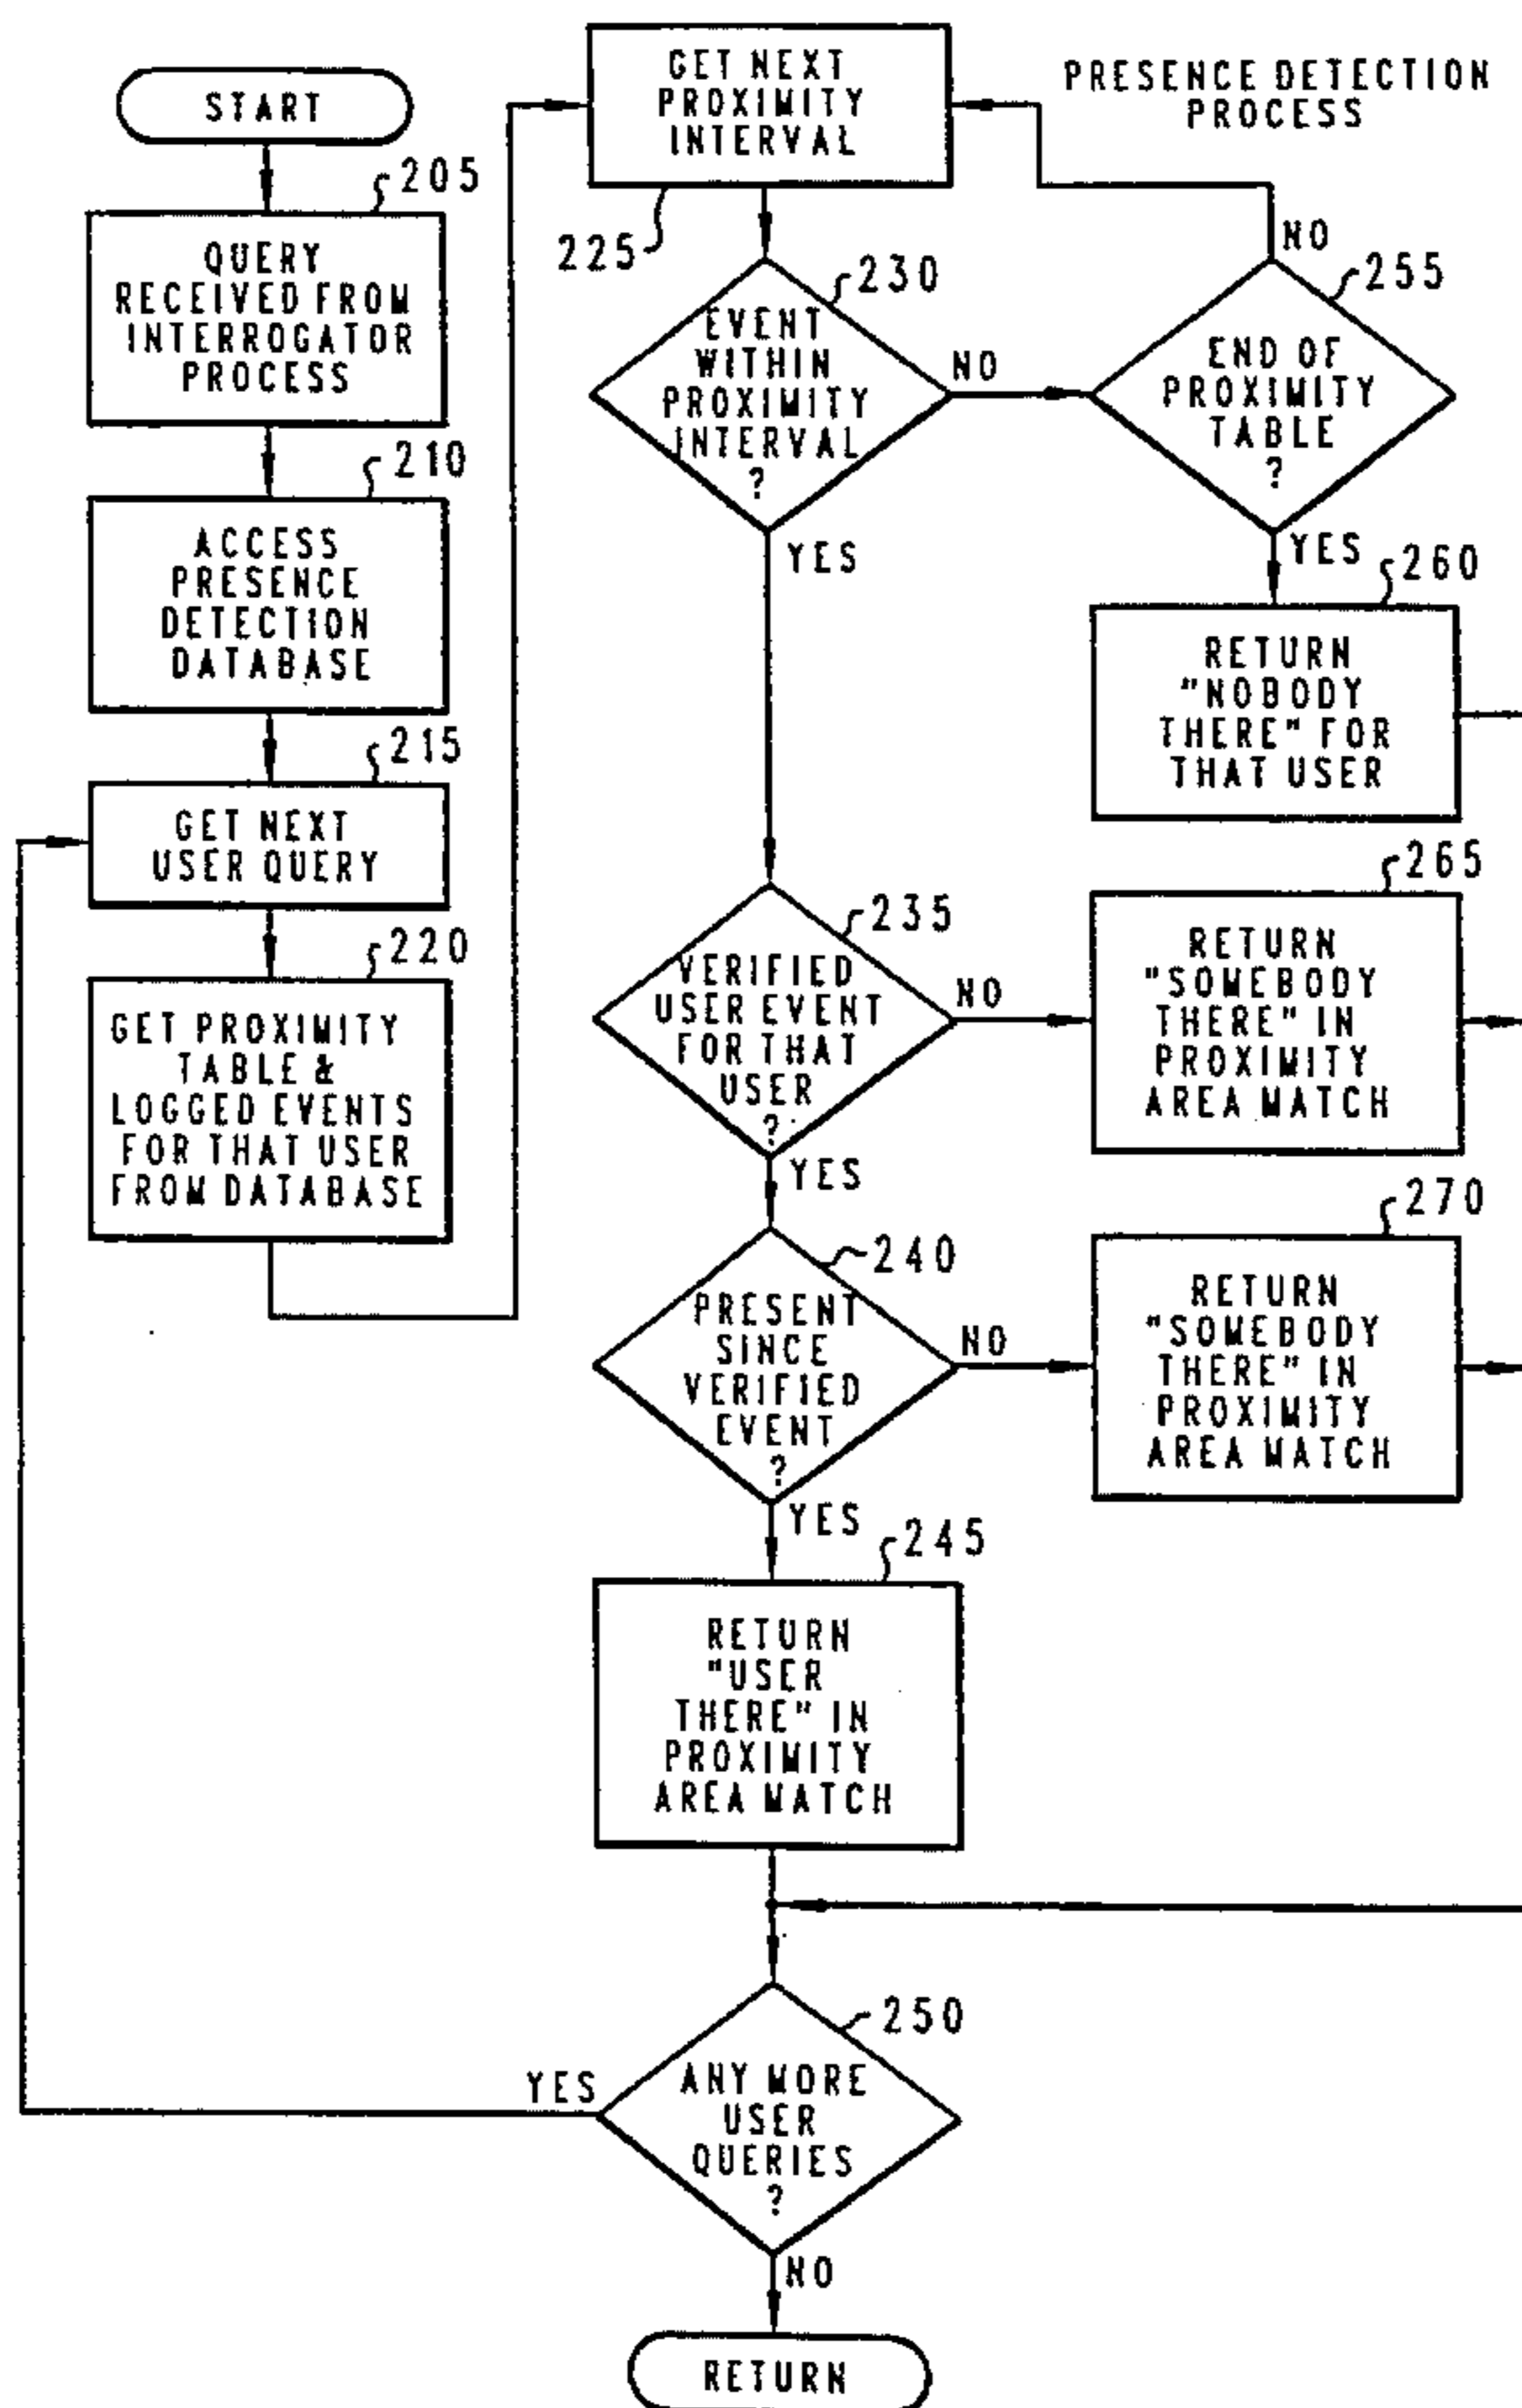 START
205
QUERY
RECEIVED FROM
INTERROGATOR
PROCESS
210
ACCESS
PRESENCE
DETECTION
DATABASE
215
GET NEXT
USER QUERY
220
GET PROXIMITY
TABLE &
LOGGED EVENTS
FOR THAT USER
FROM DATABASE
GET NEXT
PROXIMITY
INTERVAL
225
PRESENCE DETECTION
PROCESS
230
EVENT
WITHIN
PROXIMITY
INTERVAL
?
NO
YES
NO
255
END OF
PROXIMITY
TABLE
?
YES
260
RETURN
"NOBODY
THERE" FOR
THAT USER
235
VERIFIED
USER EVENT
FOR THAT
USER
?
NO
YES
265
RETURN
"SOMEBODY
THERE" IN
PROXIMITY
AREA MATCH
240
PRESENT
SINCE
VERIFIED
EVENT
?
NO
YES
270
RETURN
"SOMEBODY
THERE" IN
PROXIMITY
AREA MATCH
245
RETURN
"USER
THERE" IN
PROXIMITY
AREA MATCH
250
ANY MORE
USER
QUERIES
?
YES
NO
RETURN